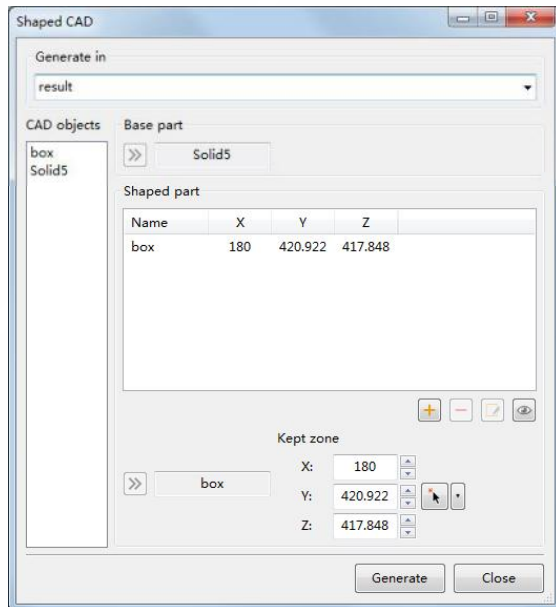 Shaped CAD
Generate in
result
CAD objects
box
Solid5
Base part
Solid5
Shaped part
Name X Y Z
box 180 420.922 417.848
Kept zone
box
X: 180
Y: 420.922
Z: 417.848
Generate Close